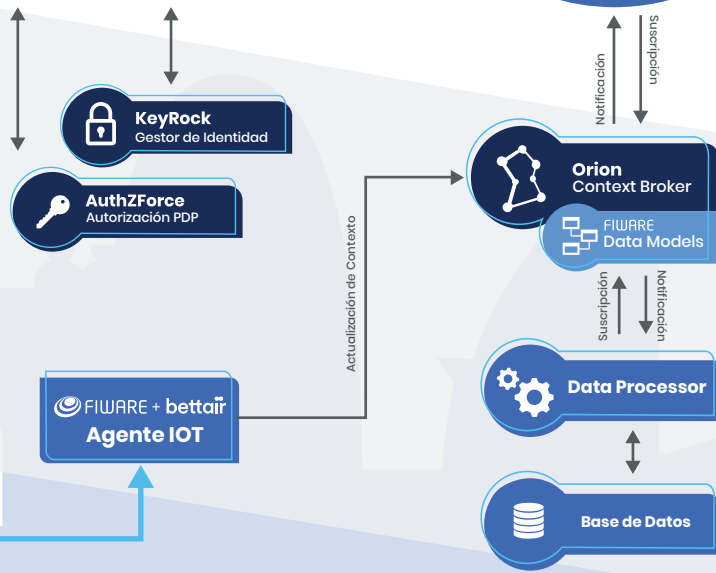 Notificación
Suscripción
KeyRock
Gestor de Identidad
AuthZForce
Autorización PDP
Orion
Context Broker
FIWARE
Data Models
Actualización de Contexto
Suscripción
Notificación
Data Processor
FIWARE + bettair
Agente IOT
Base de Datos